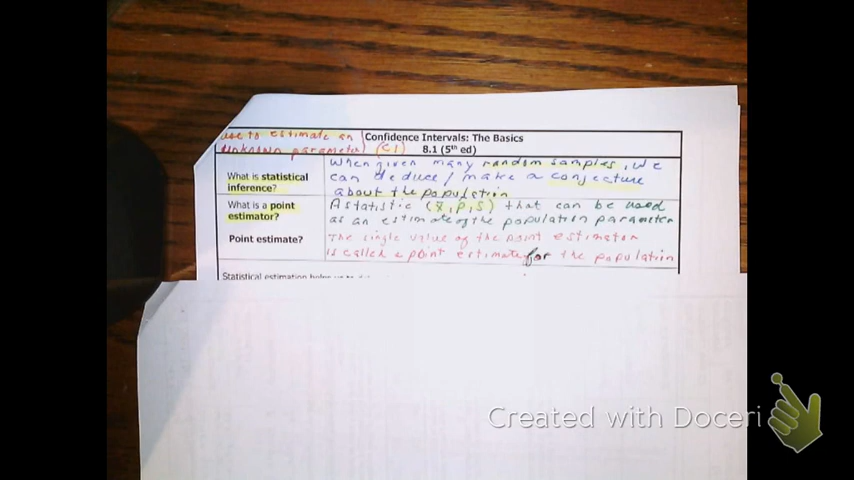 use to estimate an
unknown parameter (CI)
Confidence Intervals: The Basics
8.1 (5th ed)
What is statistical
inference?
When given many random samples, we
can deduce / make a conjecture
about the population
What is a point
estimator?
A statistic (x̄, p̂, s) that can be used
as an estimate of the population parameter
Point estimate?
The single value of the point estimator
is called a point estimate for the population
Statistical estimation helps us to
Created with Doceri